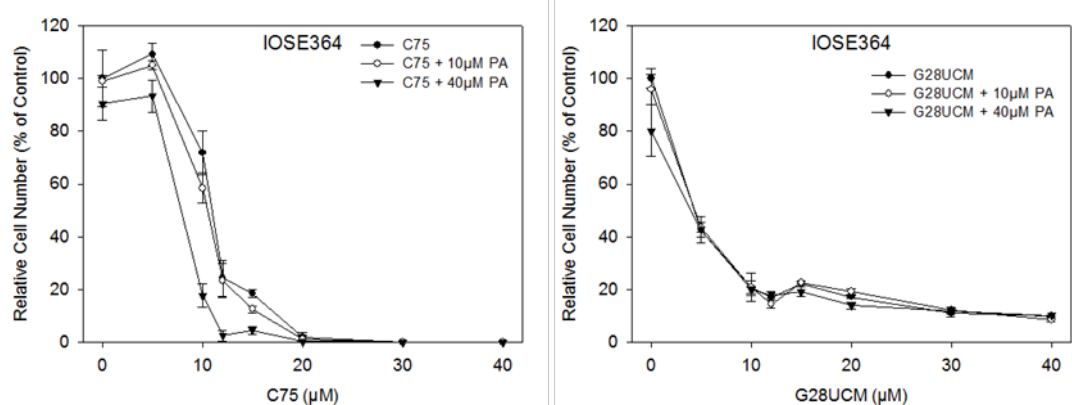 IOSE364
C75
C75 + 10µM PA
C75 + 40µM PA
Relative Cell Number (% of Control)
120
100
80
60
40
20
0
0 10 20 30 40
C75 (µM)
IOSE364
G28UCM
G28UCM + 10µM PA
G28UCM + 40µM PA
Relative Cell Number (% of Control)
120
100
80
60
40
20
0
0 10 20 30 40
G28UCM (µM)